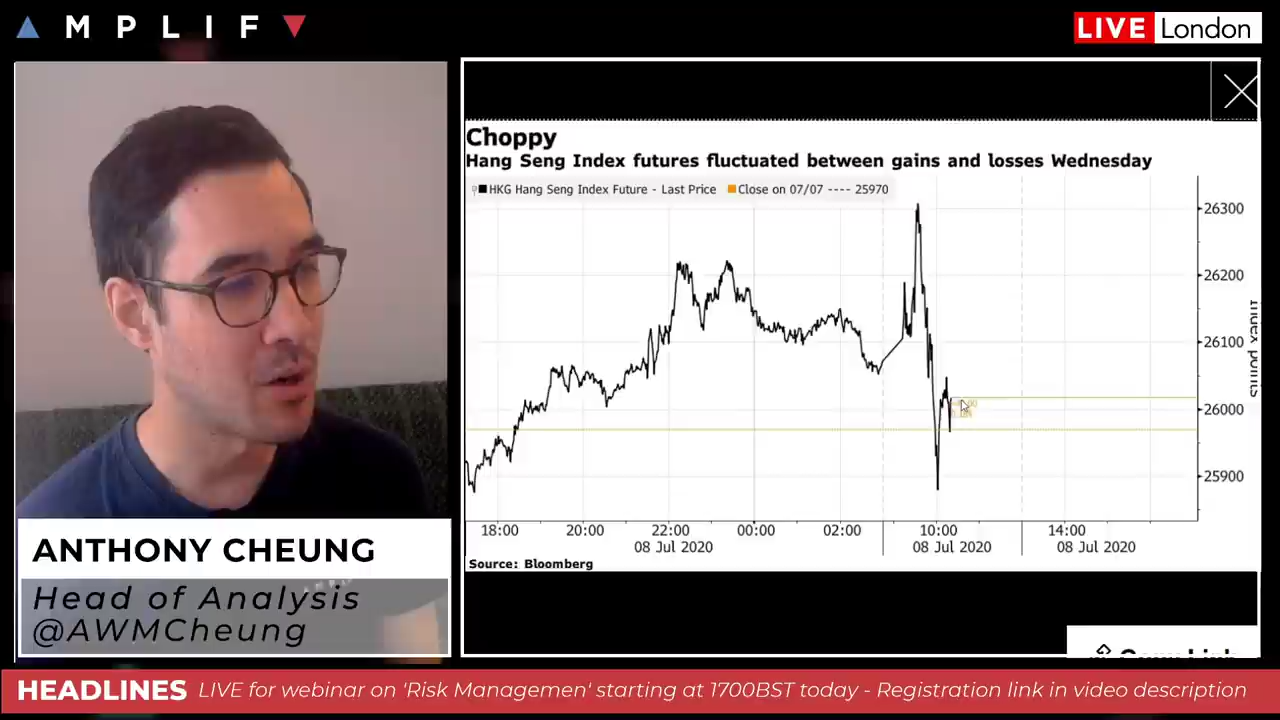 AMPLIFY
LIVE London
Choppy
Hang Seng Index futures fluctuated between gains and losses Wednesday
HKG Hang Seng Index Future - Last Price Close on 07/07 ---- 25970
26300
26200
26100
26000
25900
Index points
18:00 20:00 22:00 00:00 02:00 10:00 14:00
08 Jul 2020 08 Jul 2020 08 Jul 2020
Source: Bloomberg
Copy Link
ANTHONY CHEUNG
Head of Analysis
@AWMCheung
HEADLINES LIVE for webinar on 'Risk Managemen' starting at 1700BST today - Registration link in video description